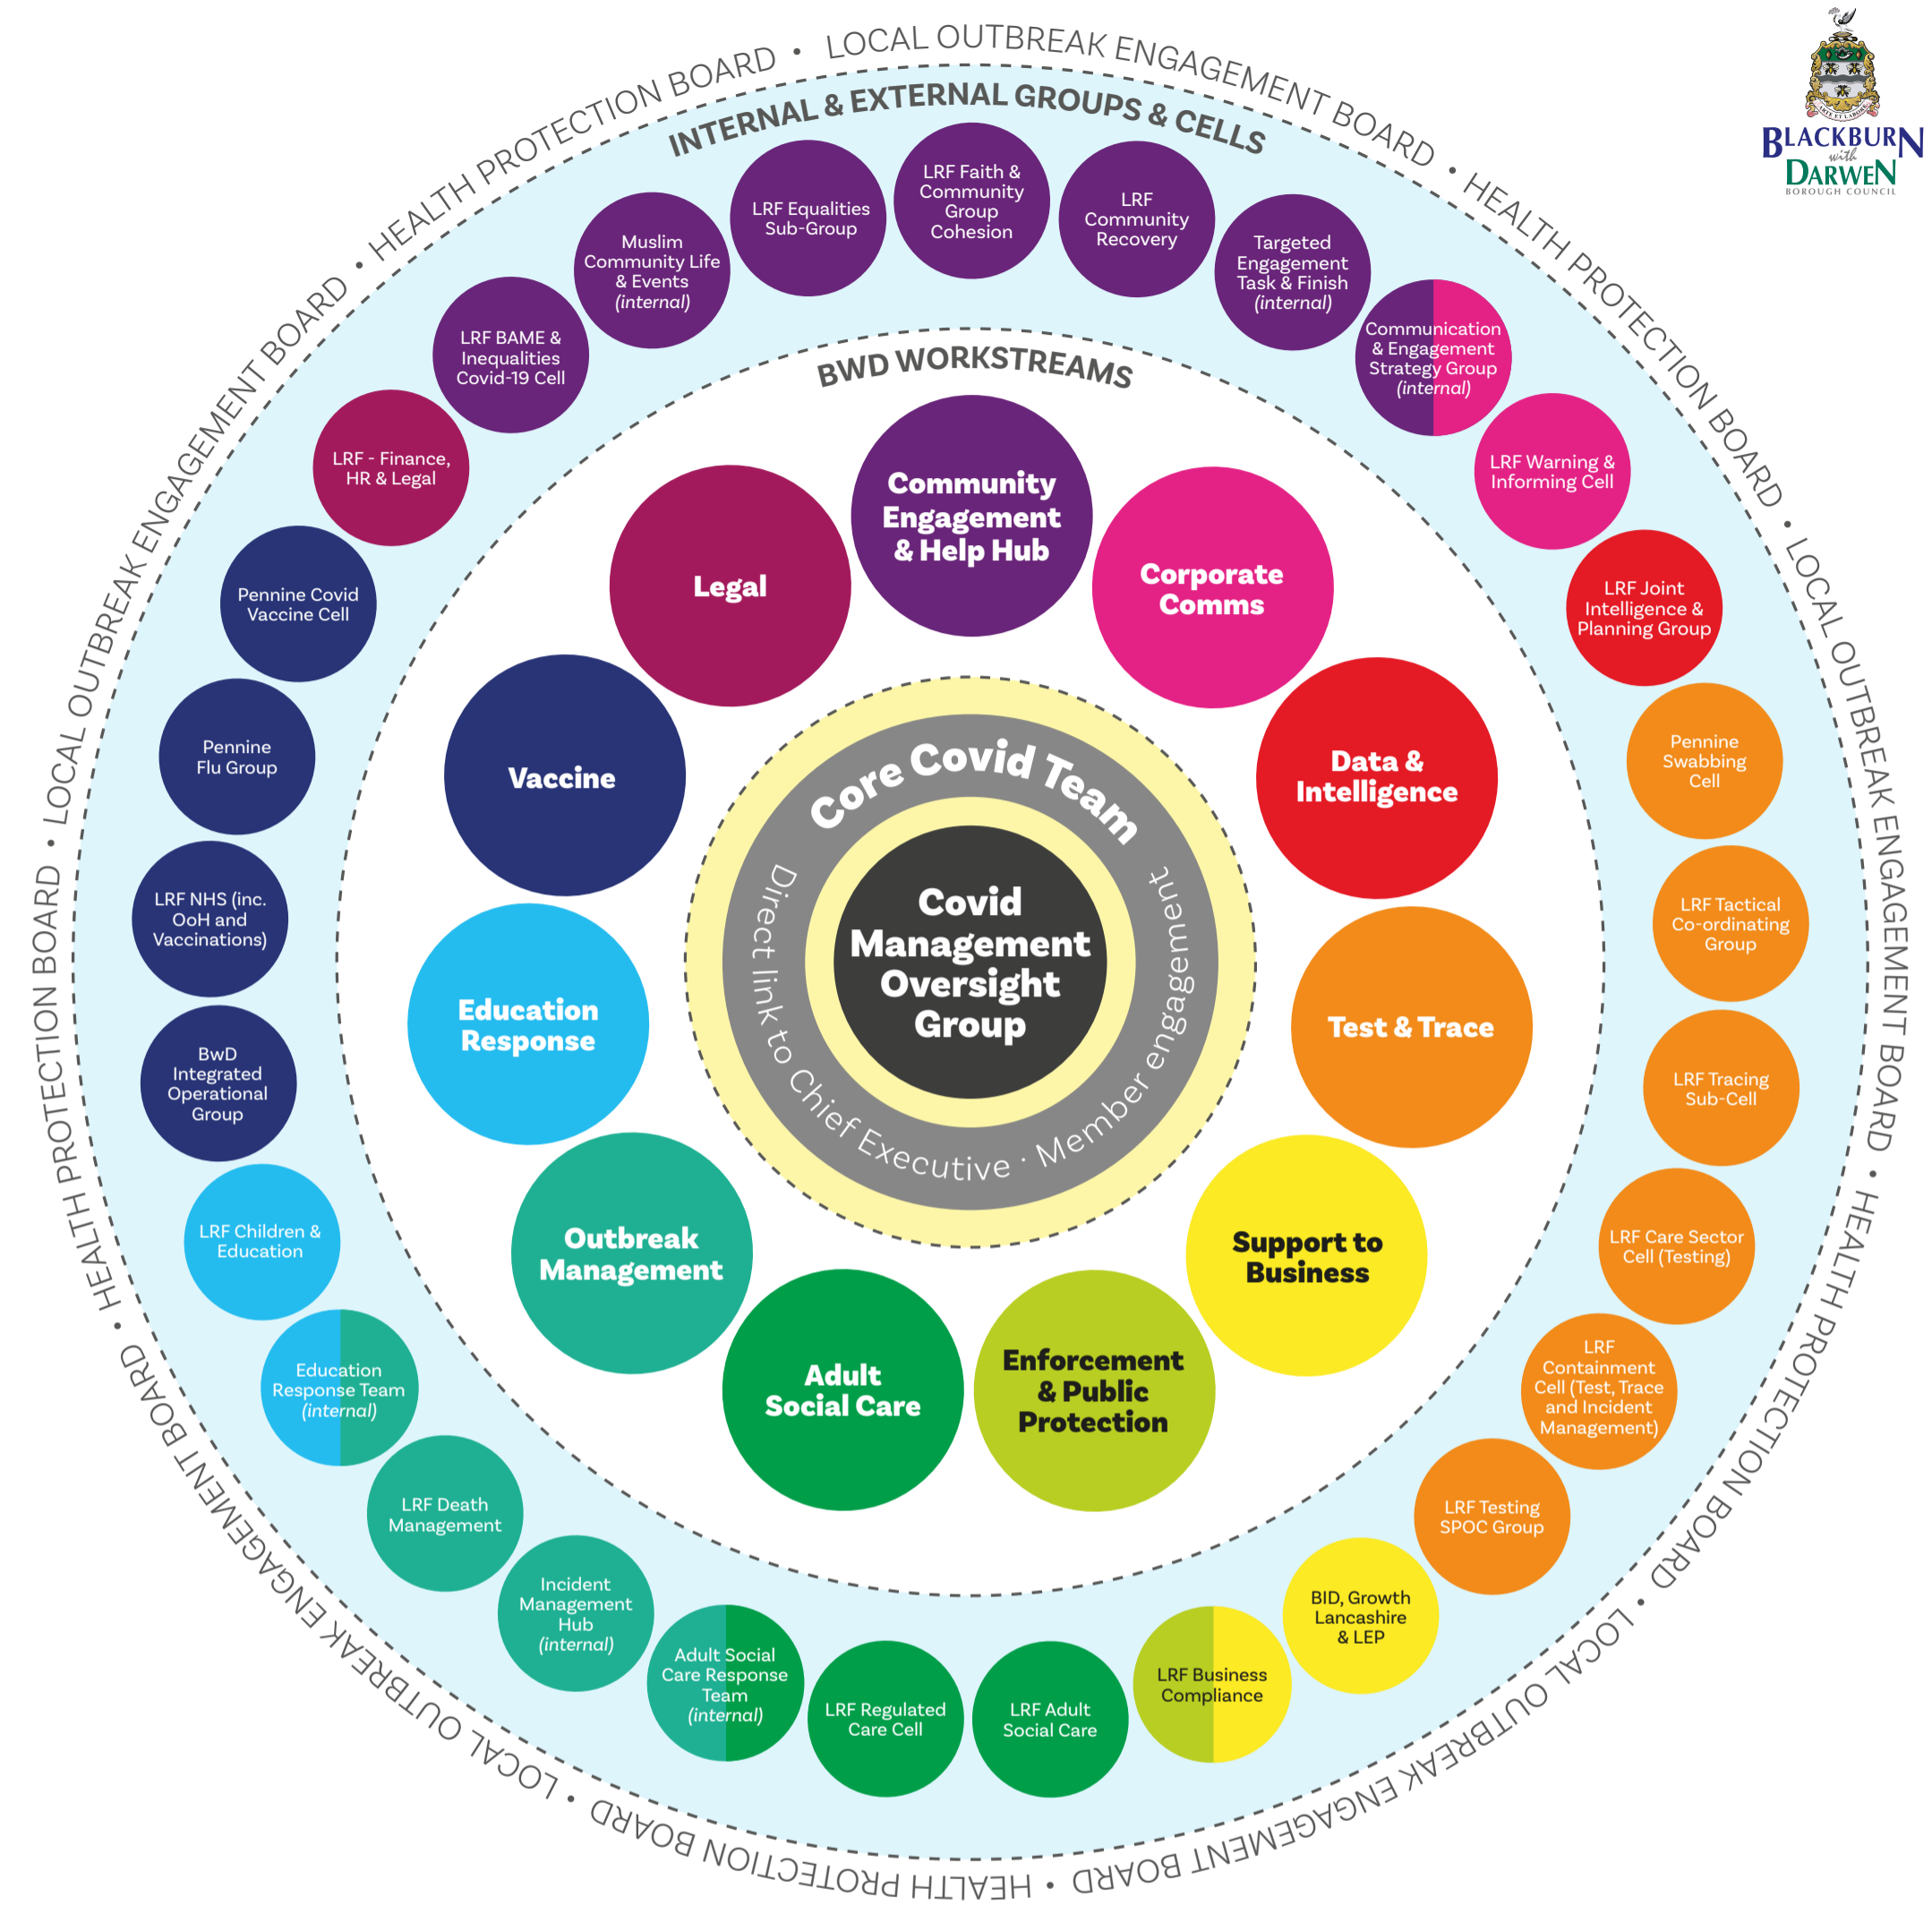 LOCAL OUTBREAK ENGAGEMENT BOARD • HEALTH PROTECTION BOARD • LOCAL OUTBREAK ENGAGEMENT BOARD • HEALTH PROTECTION BOARD • LOCAL OUTBREAK ENGAGEMENT BOARD • HEALTH PROTECTION BOARD • LOCAL OUTBREAK ENGAGEMENT BOARD • HEALTH PROTECTION BOARD • LOCAL OUTBREAK ENGAGEMENT BOARD • HEALTH PROTECTION BOARD •
ARTE ET LABORE
BLACKBURN
with
DARWEN
BOROUGH COUNCIL
INTERNAL & EXTERNAL GROUPS & CELLS
LRF Faith &
Community
Group
Cohesion
LRF
Community
Recovery
Targeted
Engagement
Task & Finish
(internal)
Communication
& Engagement
Strategy Group
(internal)
LRF Warning &
Informing Cell
LRF Joint
Intelligence &
Planning Group
Pennine
Swabbing
Cell
LRF Tactical
Co-ordinating
Group
LRF Tracing
Sub-Cell
LRF Care Sector
Cell (Testing)
LRF
Containment
Cell (Test, Trace
and Incident
Management)
LRF Testing
SPOC Group
BID, Growth
Lancashire
& LEP
LRF Business
Compliance
LRF Adult
Social Care
LRF Regulated
Care Cell
Adult Social
Care Response
Team
(internal)
Incident
Management
Hub
(internal)
LRF Death
Management
Education
Response Team
(internal)
LRF Children &
Education
BwD
Integrated
Operational
Group
LRF NHS (inc.
OoH and
Vaccinations)
Pennine
Flu Group
Pennine Covid
Vaccine Cell
LRF - Finance,
HR & Legal
LRF BAME &
Inequalities
Covid-19 Cell
Muslim
Community Life
& Events
(internal)
LRF Equalities
Sub-Group
BWD WORKSTREAMS
Community
Engagement
& Help Hub
Corporate
Comms
Data &
Intelligence
Test & Trace
Support to
Business
Enforcement
& Public
Protection
Adult
Social Care
Outbreak
Management
Education
Response
Vaccine
Legal
Core Covid Team
Direct link to Chief Executive · Member engagement
Covid
Management
Oversight
Group